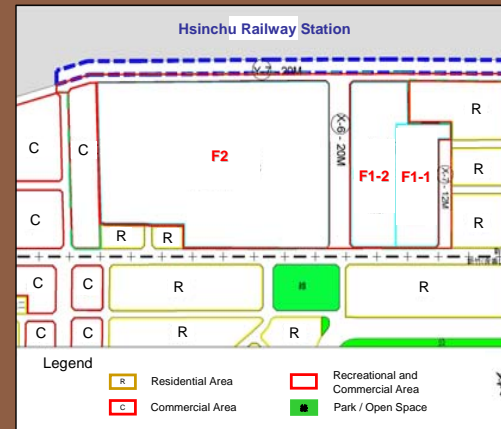 Hsinchu Railway Station
X-7 - 20M
R
C
C
F2
X-6 - 20M
F1-2
F1-1
R
X-7 - 12M
C
R
R
R
C
C
R
R
C
C
R
R
Legend
R Residential Area
Recreational and
Commercial Area
C Commercial Area
Park / Open Space